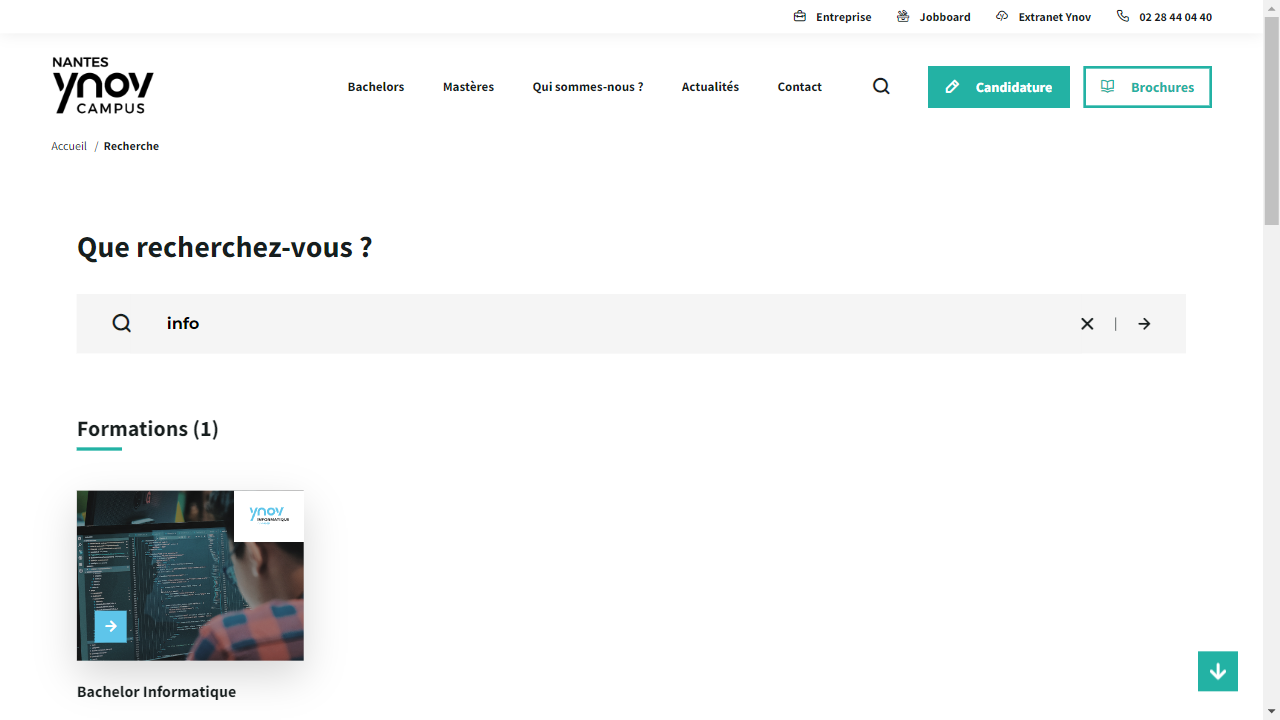 Entreprise
Jobboard
Extranet Ynov
02 28 44 04 40
NANTES
ynov
CAMPUS
Bachelors
Mastères
Qui sommes-nous ?
Actualités
Contact
Candidature
Brochures
Accueil / Recherche
Que recherchez-vous ?
info
Formations (1)
ynov
INFORMATIQUE
Bachelor Informatique